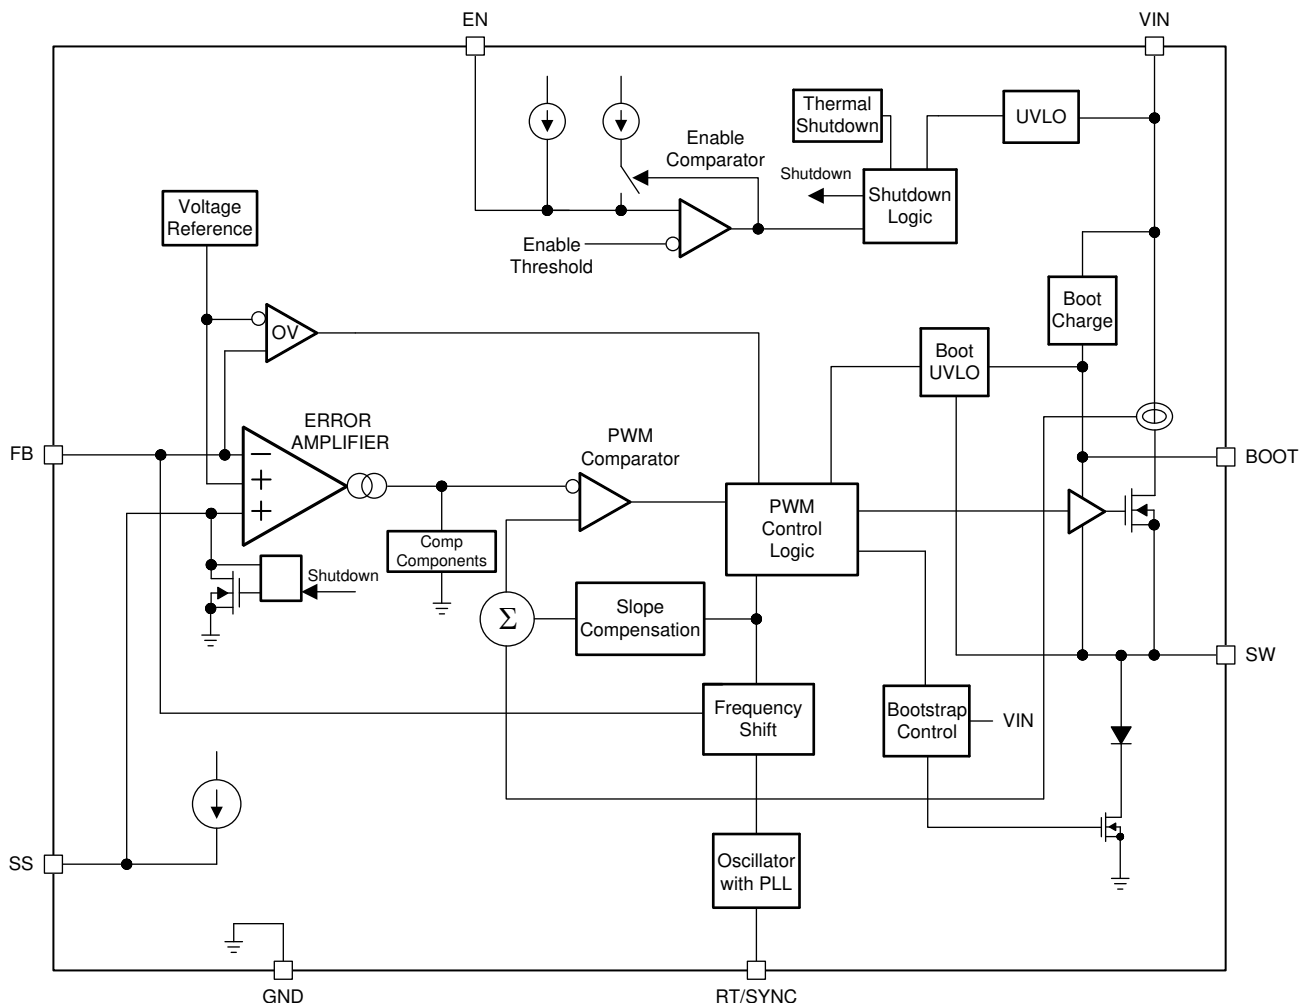 EN
VIN
Thermal
Shutdown
UVLO
Enable
Comparator
Shutdown
Shutdown
Logic
Voltage
Reference
Enable
Threshold
Boot
Charge
OV
Boot
UVLO
ERROR
AMPLIFIER
PWM
Comparator
FB
BOOT
−
+
+
PWM
Control
Logic
Comp
Components
Shutdown
Σ
Slope
Compensation
SW
Frequency
Shift
Bootstrap
Control
VIN
SS
Oscillator
with PLL
GND
RT/SYNC